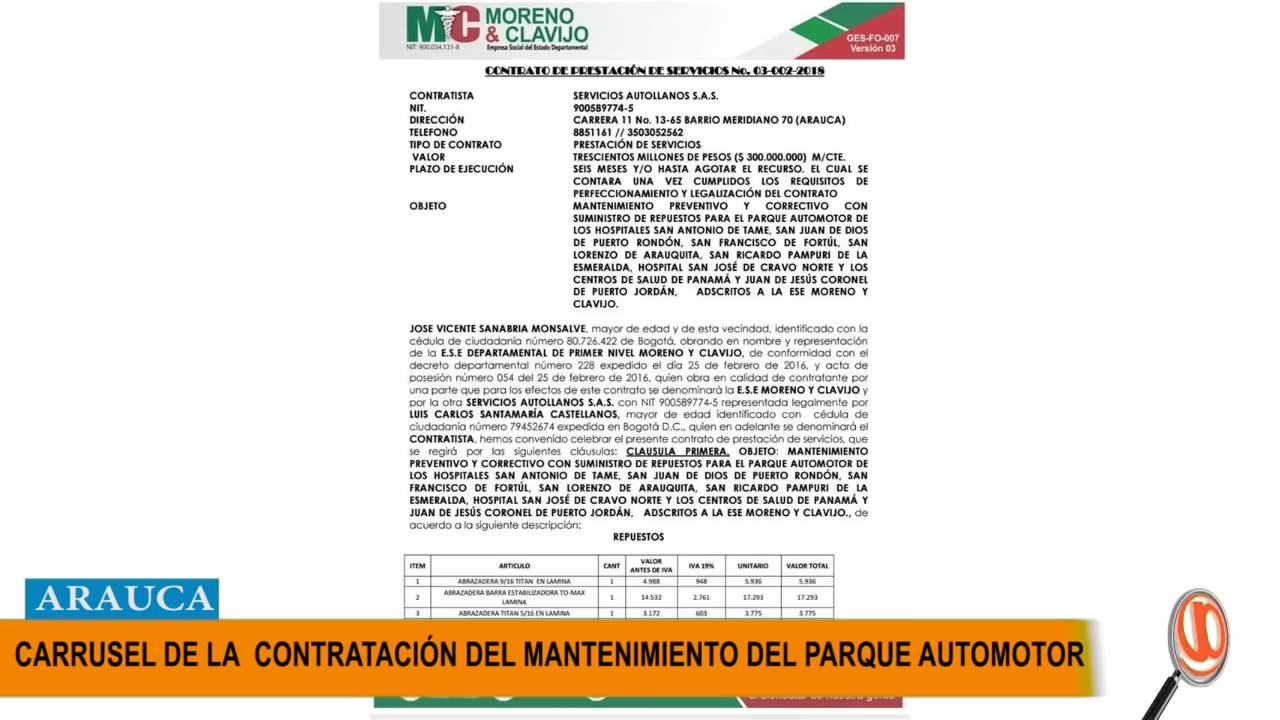 MC MORENO
& CLAVIJO
NIT: 900.034.131-8
Empresa Social del Estado Departamental
GES-FO-007
Versión 03
CONTRATO DE PRESTACIÓN DE SERVICIOS No. 03-002-2018
CONTRATISTA SERVICIOS AUTOLLANOS S.A.S.
NIT. 900589774-5
DIRECCIÓN CARRERA 11 No. 13-65 BARRIO MERIDIANO 70 (ARAUCA)
TELEFONO 8851161 // 3503052562
TIPO DE CONTRATO PRESTACIÓN DE SERVICIOS
VALOR TRESCIENTOS MILLONES DE PESOS ($ 300.000.000) M/CTE.
PLAZO DE EJECUCIÓN SEIS MESES Y/O HASTA AGOTAR EL RECURSO. EL CUAL SE
CONTARA UNA VEZ CUMPLIDOS LOS REQUISITOS DE
PERFECCIONAMIENTO Y LEGALIZACIÓN DEL CONTRATO
OBJETO MANTENIMIENTO PREVENTIVO Y CORRECTIVO CON
SUMINISTRO DE REPUESTOS PARA EL PARQUE AUTOMOTOR DE
LOS HOSPITALES SAN ANTONIO DE TAME, SAN JUAN DE DIOS
DE PUERTO RONDÓN, SAN FRANCISCO DE FORTÚL, SAN
LORENZO DE ARAUQUITA, SAN RICARDO PAMPURI DE LA
ESMERALDA, HOSPITAL SAN JOSÉ DE CRAVO NORTE Y LOS
CENTROS DE SALUD DE PANAMÁ Y JUAN DE JESÚS CORONEL
DE PUERTO JORDÁN, ADSCRITOS A LA ESE MORENO Y
CLAVIJO.
JOSE VICENTE SANABRIA MONSALVE, mayor de edad y de esta vecindad, identificado con la
cédula de ciudadanía número 80.726.422 de Bogotá, obrando en nombre y representación
de la E.S.E DEPARTAMENTAL DE PRIMER NIVEL MORENO Y CLAVIJO, de conformidad con el
decreto departamental número 228 expedido el día 25 de febrero de 2016, y acta de
posesión número 054 del 25 de febrero de 2016, quien obra en calidad de contratante por
una parte que para los efectos de este contrato se denominará la E.S.E MORENO Y CLAVIJO y
por la otra SERVICIOS AUTOLLANOS S.A.S. con NIT 900589774-5 representada legalmente por
LUIS CARLOS SANTAMARÍA CASTELLANOS, mayor de edad identificado con cédula de
ciudadanía número 79452674 expedida en Bogotá D.C., quien en adelante se denominará el
CONTRATISTA, hemos convenido celebrar el presente contrato de prestación de servicios, que
se regirá por las siguientes cláusulas: CLAUSULA PRIMERA. OBJETO: MANTENIMIENTO
PREVENTIVO Y CORRECTIVO CON SUMINISTRO DE REPUESTOS PARA EL PARQUE AUTOMOTOR DE
LOS HOSPITALES SAN ANTONIO DE TAME, SAN JUAN DE DIOS DE PUERTO RONDÓN, SAN
FRANCISCO DE FORTÚL, SAN LORENZO DE ARAUQUITA, SAN RICARDO PAMPURI DE LA
ESMERALDA, HOSPITAL SAN JOSÉ DE CRAVO NORTE Y LOS CENTROS DE SALUD DE PANAMÁ Y
JUAN DE JESÚS CORONEL DE PUERTO JORDÁN, ADSCRITOS A LA ESE MORENO Y CLAVIJO., de
acuerdo a la siguiente descripción:
REPUESTOS
ITEM ARTICULO CANT VALOR ANTES DE IVA IVA 19% UNITARIO VALOR TOTAL
1 ABRAZADERA 9/16 TITAN EN LAMINA 1 4.988 948 5.936 5.936
2 ABRAZADERA BARRA ESTABILIZADORA TO-MAX LAMINA 1 14.532 2.761 17.293 17.293
3 ABRAZADERA TITAN 5/16 EN LAMINA 1 3.172 603 3.775 3.775
ARAUCA
CARRUSEL DE LA CONTRATACIÓN DEL MANTENIMIENTO DEL PARQUE AUTOMOTOR